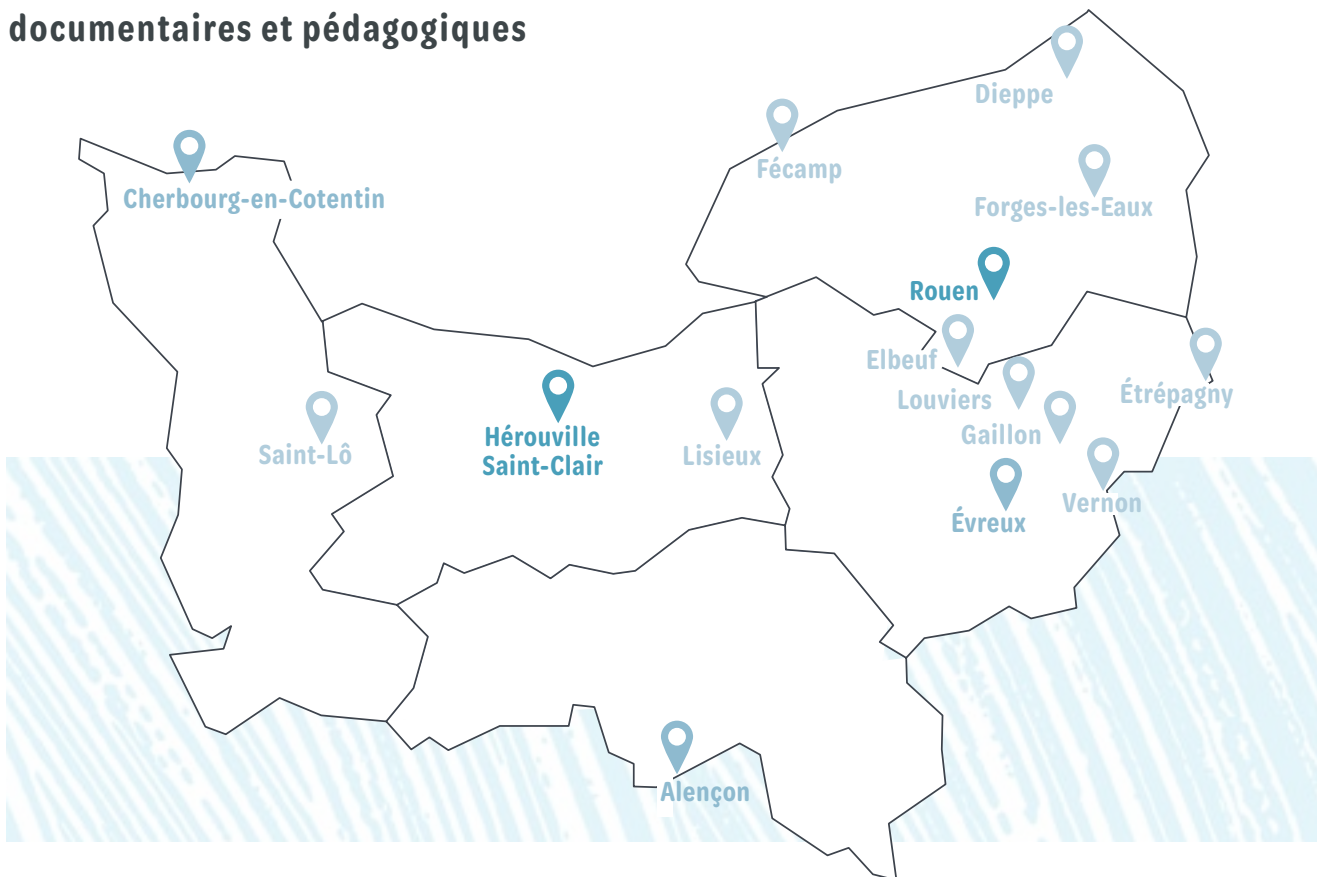 documentaires et pédagogiques
Dieppe
Fécamp
Cherbourg-en-Cotentin
Forges-les-Eaux
Rouen
Elbeuf
Louviers
Étrépagny
Gaillon
Saint-Lô
Hérouville
Saint-Clair
Lisieux
Vernon
Évreux
Alençon